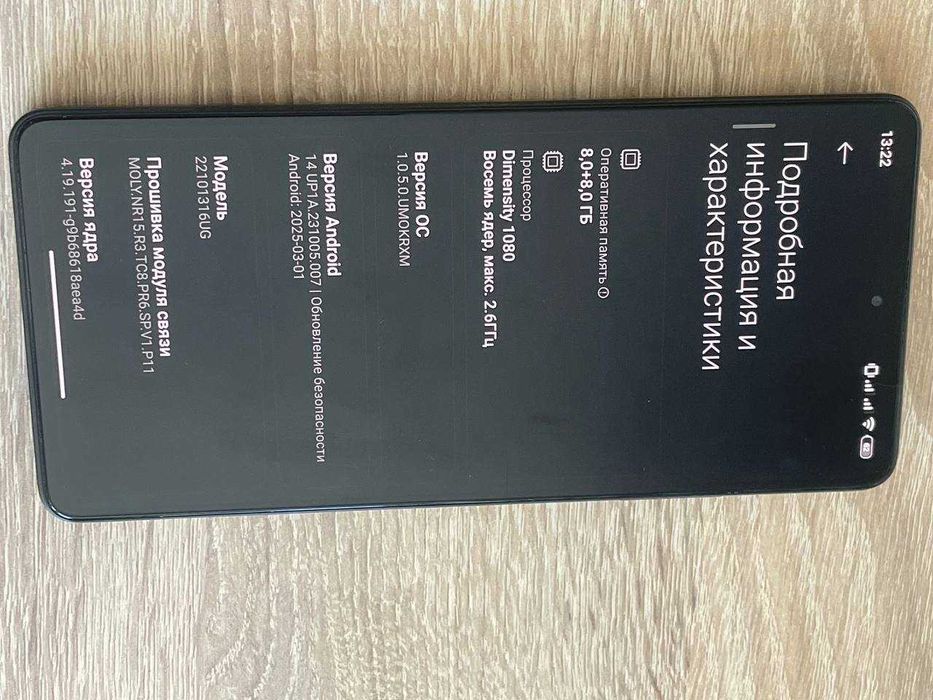 13:22
82
Подробная
информация и
характеристики
Оперативная память
8,0+8,0 ГБ
Процессор
Dimensity 1080
Восемь ядер, макс. 2.6ГГц
Версия ОС
1.0.5.0.UMOKRXM
Версия Android
14 UP1A.231005.007 | Обновление безопасности
Android: 2025-03-01
Модель
22101316UG
Прошивка модуля связи
MOLY.NR15.R3.TC8.PR6.SP.V1.P11
Версия ядра
4.19.191-g9b68618aea4d